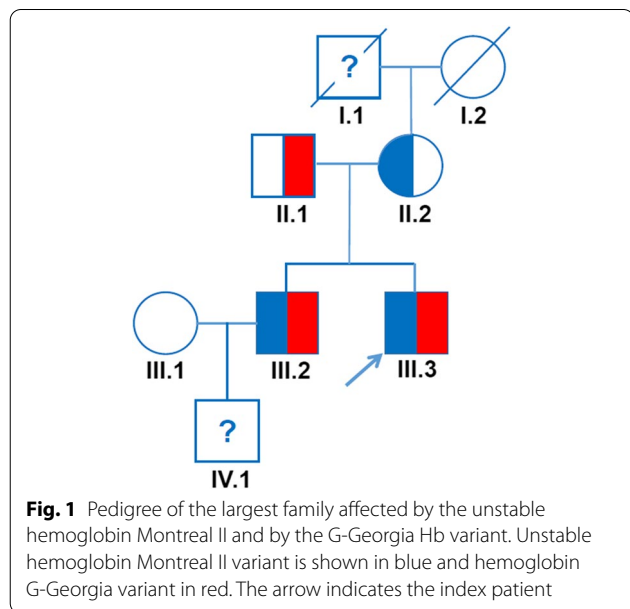 ?
I.1 I.2
II.1 II.2
III.1 III.2 III.3
?
IV.1
Fig. 1 Pedigree of the largest family affected by the unstable
hemoglobin Montreal II and by the G-Georgia Hb variant. Unstable
hemoglobin Montreal II variant is shown in blue and hemoglobin
G-Georgia variant in red. The arrow indicates the index patient